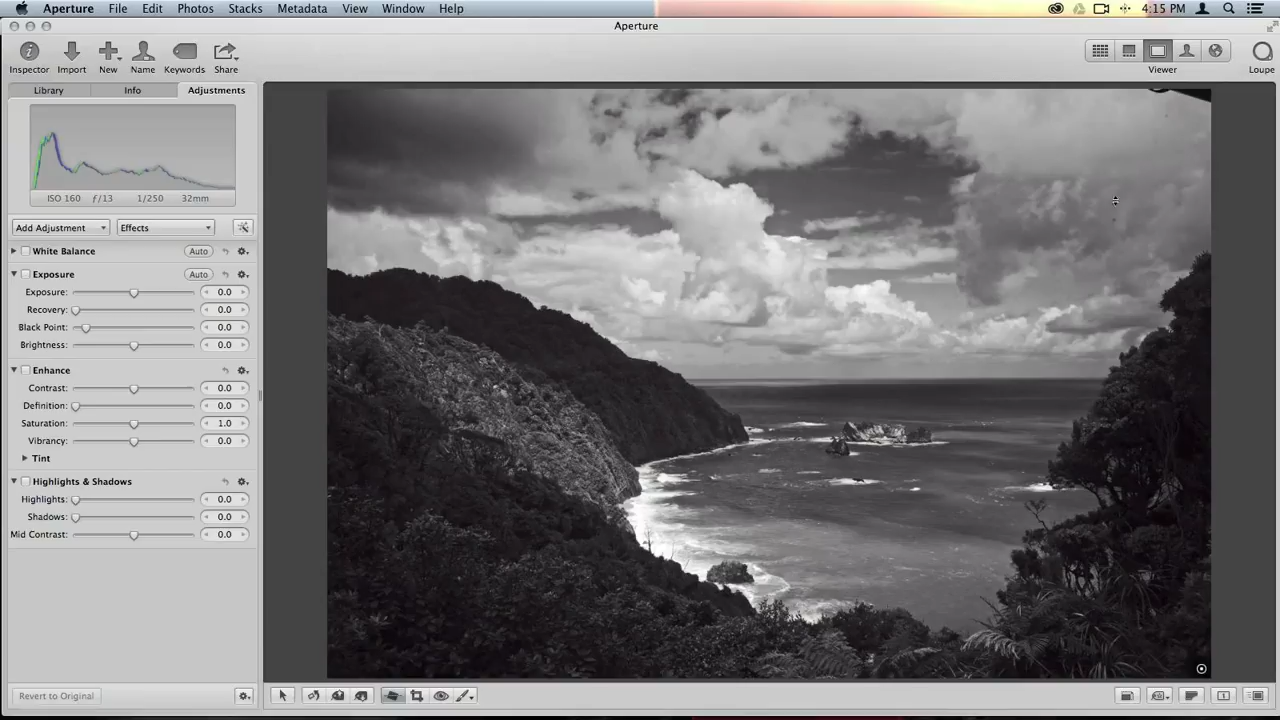 Aperture File Edit Photos Stacks Metadata Window Help 4:15 PM
Aperture
Inspector Import New Name Keywords Share Viewer Loupe
Library Info Adjustments
ISO 160 ƒ/13 1/250 32mm
Add Adjustment Effects
White Balance Auto
Exposure Auto
Exposure: 0.0
Recovery: 0.0
Black Point: 0.0
Brightness: 0.0
Enhance
Contrast: 0.0
Definition: 0.0
Saturation: 1.0
Vibrancy: 0.0
Tint
Highlights & Shadows
Highlights: 0.0
Shadows: 0.0
Mid Contrast: 0.0
Revert to Original